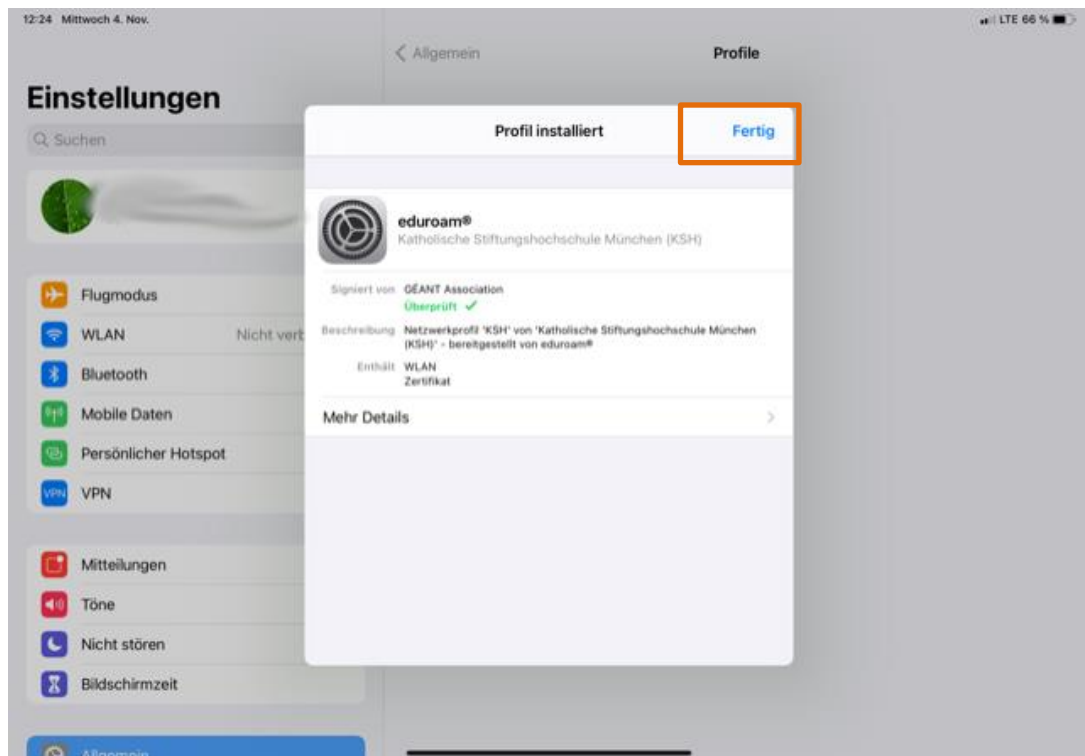 12:24 Mittwoch 4. Nov.
LTE 66 %
Allgemein
Profile
Einstellungen
Suchen
Profil installiert
Fertig
eduroam®
Katholische Stiftungshochschule München (KSH)
Signiert von GÉANT Association
Überprüft
Beschreibung Netzwerkprofil 'KSH' von 'Katholische Stiftungshochschule München
(KSH)' - bereitgestellt von eduroam®
Enthält WLAN
Zertifikat
Mehr Details
Flugmodus
WLAN Nicht verb
Bluetooth
Mobile Daten
Persönlicher Hotspot
VPN VPN
Mitteilungen
Töne
Nicht stören
Bildschirmzeit
Allgemein